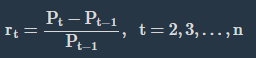 r_t = (P_t − P_{t−1}) / P_{t−1}, t = 2, 3, . . . , n